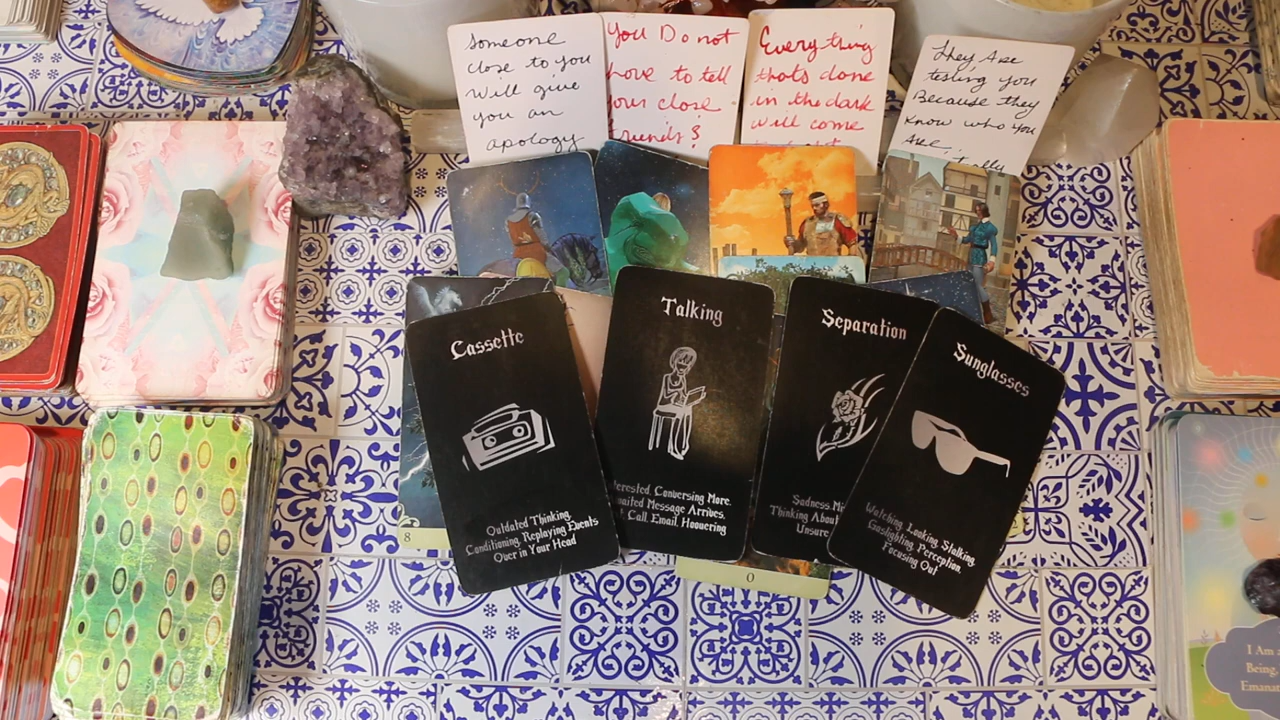 Someone
close to you
will give
you an
apology
You Do not
have to tell
your close
friends &
Everything
thats done
in the dark
will come
They Are
testing you
Because they
know who you
Are.
Cassette
Outdated Thinking,
Conditioning, Replaying Events
Over in Your Head
Talking
Conversing More.
Message Arrives,
Call, Email, Hoovering
Separation
Sadness,
Thinking
Unsure
Sunglasses
Watching, Looking, Stalking,
Gaslighting, Perception,
Focusing Out
8
0
I Am
Being